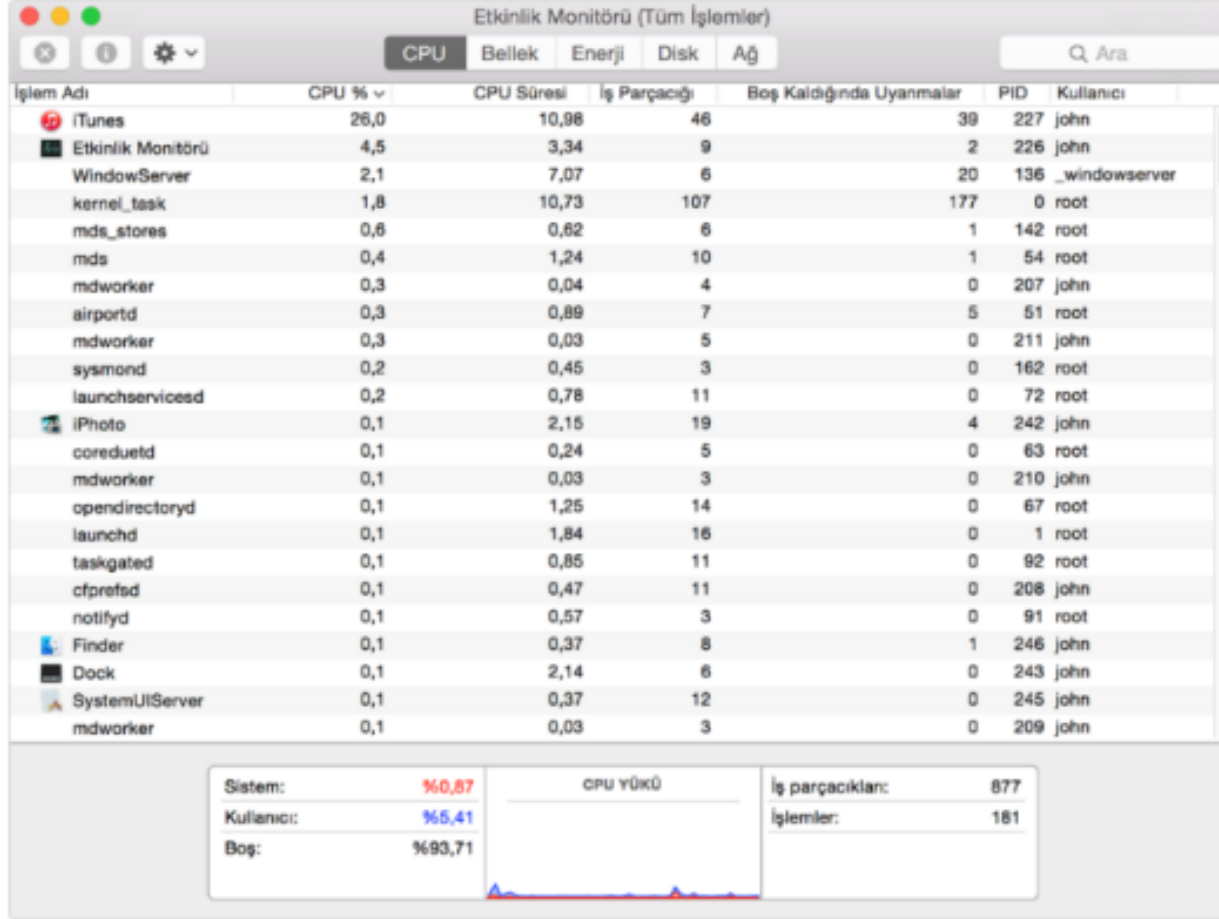 Etkinlik Monitörü (Tüm İşlemler)
CPU Bellek Enerji Disk Ağ Ara
İşlem Adı CPU % CPU Süresi İş Parçacığı Boş Kaldığında Uyanmalar PID Kullanıcı
iTunes 26,0 10,98 46 39 227 john
Etkinlik Monitörü 4,5 3,34 9 2 226 john
WindowServer 2,1 7,07 6 20 136 _windowserver
kernel_task 1,8 10,73 107 177 0 root
mds_stores 0,6 0,62 6 1 142 root
mds 0,4 1,24 10 1 54 root
mdworker 0,3 0,04 4 0 207 john
airportd 0,3 0,89 7 5 51 root
mdworker 0,3 0,03 5 0 211 john
sysmond 0,2 0,45 3 0 162 root
launchservicesd 0,2 0,78 11 0 72 root
iPhoto 0,1 2,15 19 4 242 john
coreduetd 0,1 0,24 5 0 63 root
mdworker 0,1 0,03 3 0 210 john
opendirectoryd 0,1 1,25 14 0 67 root
launchd 0,1 1,84 16 0 1 root
taskgated 0,1 0,85 11 0 92 root
cfprefsd 0,1 0,47 11 0 208 john
notifyd 0,1 0,57 3 0 91 root
Finder 0,1 0,37 8 1 246 john
Dock 0,1 2,14 6 0 243 john
SystemUIServer 0,1 0,37 12 0 245 john
mdworker 0,1 0,03 3 0 209 john
Sistem: %0,87 CPU YÜKÜ İş parçacıkları: 877
Kullanıcı: %5,41 İşlemler: 181
Boş: %93,71